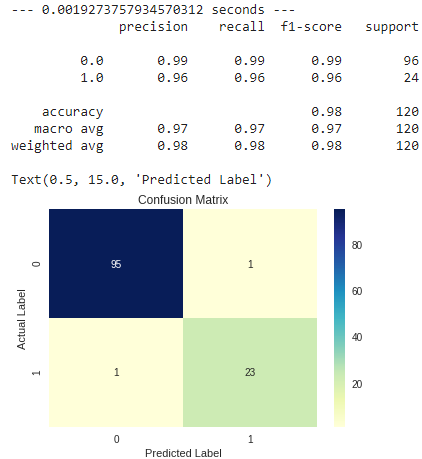 --- 0.0019273757934570312 seconds ---
precision recall f1-score support
0.0 0.99 0.99 0.99 96
1.0 0.96 0.96 0.96 24
accuracy 0.98 120
macro avg 0.97 0.97 0.97 120
weighted avg 0.98 0.98 0.98 120
Text(0.5, 15.0, 'Predicted Label')
Confusion Matrix
Actual Label
0
95 1
1
1 23
0 1
Predicted Label
80
60
40
20